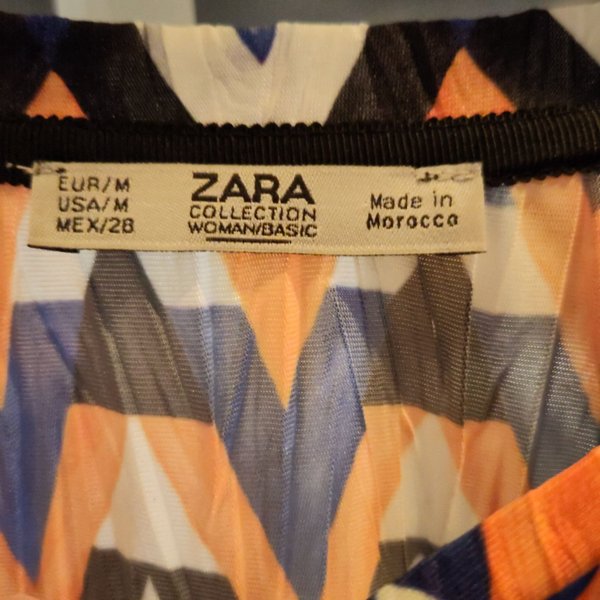 EUR/M
USA/M
MEX/28
ZARA
COLLECTION
WOMAN/BASIC
Made in
Morocco